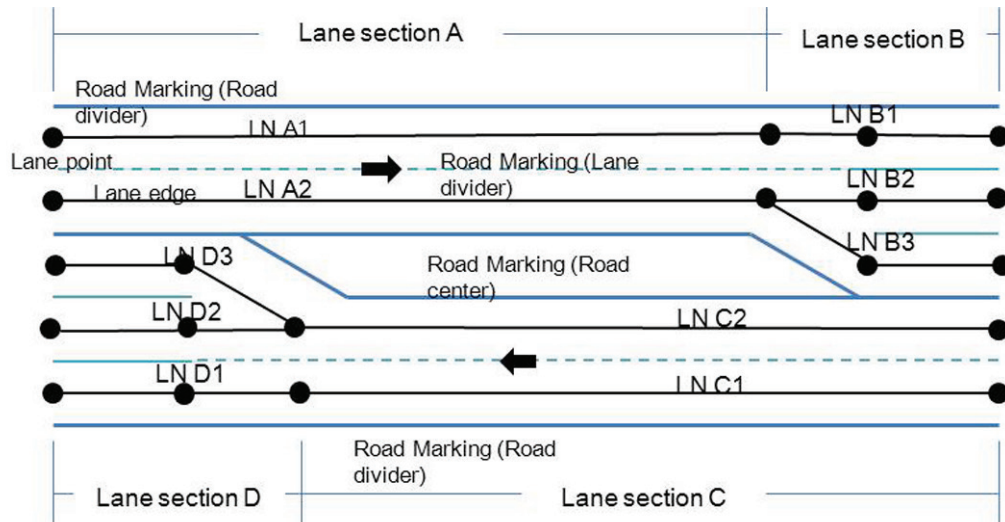 Lane section A
Lane section B
Road Marking (Road
divider)
LN A1
LN B1
Lane point
Road Marking (Lane
divider)
Lane edge
LN A2
LN B2
LN D3
LN B3
Road Marking (Road
center)
LN D2
LN C2
LN D1
LN C1
Road Marking (Road
divider)
Lane section D
Lane section C